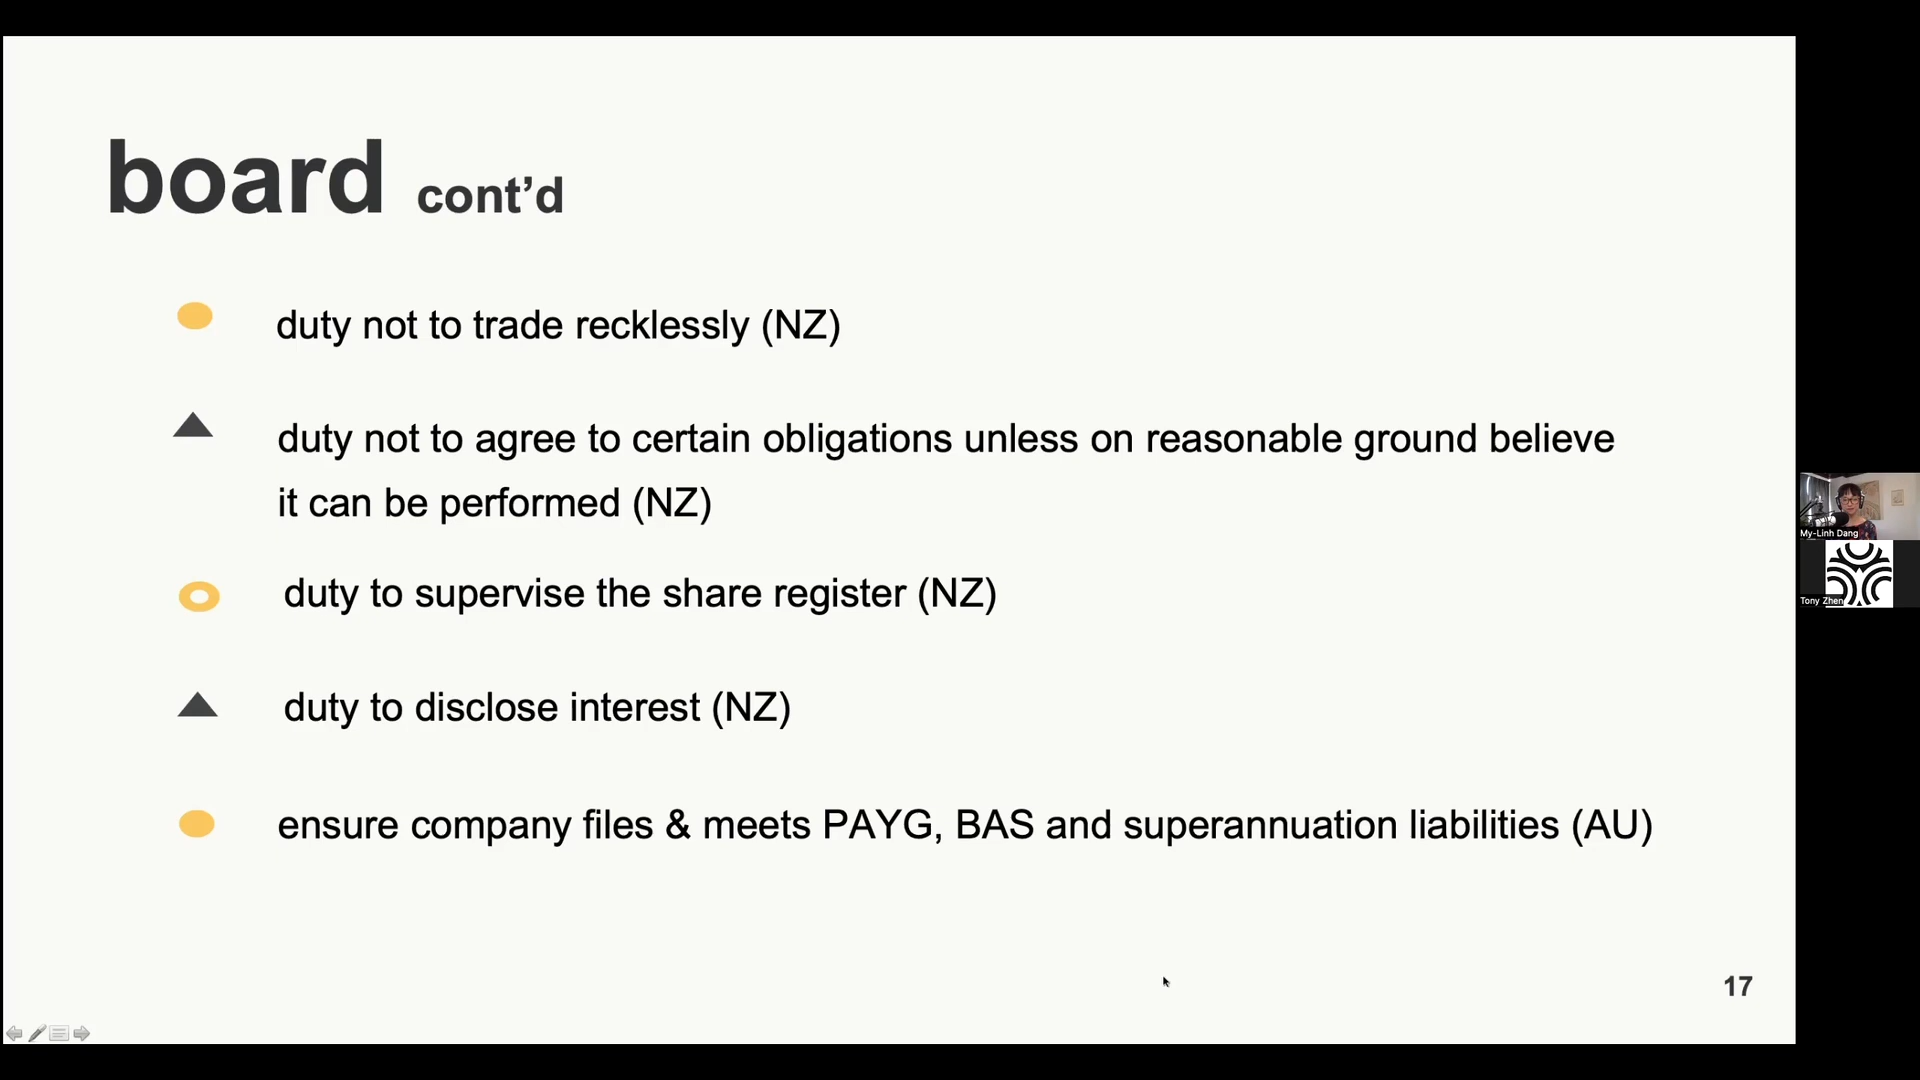 board cont’d
duty not to trade recklessly (NZ)
duty not to agree to certain obligations unless on reasonable ground believe
it can be performed (NZ)
duty to supervise the share register (NZ)
duty to disclose interest (NZ)
ensure company files & meets PAYG, BAS and superannuation liabilities (AU)
17
My-Linh Dang
Tony Zhen